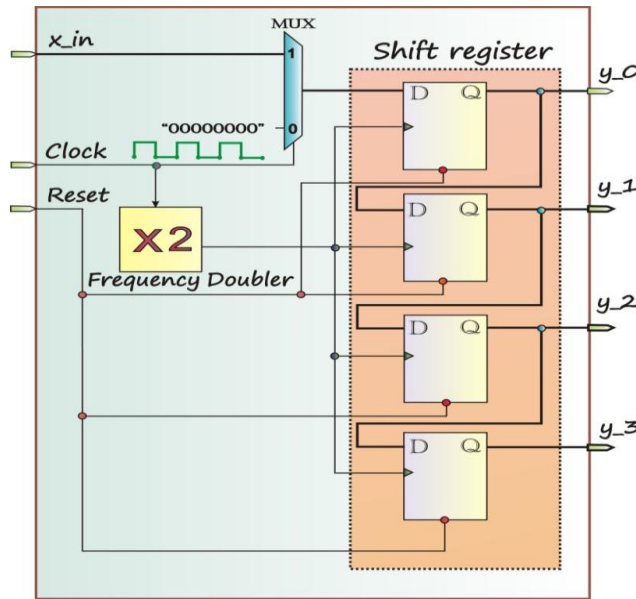 MUX
x_in
1
Shift register
y_0
D Q
"00000000"
0
Clock
Reset
y_1
D Q
X2
Frequency Doubler
y_2
D Q
y_3
D Q